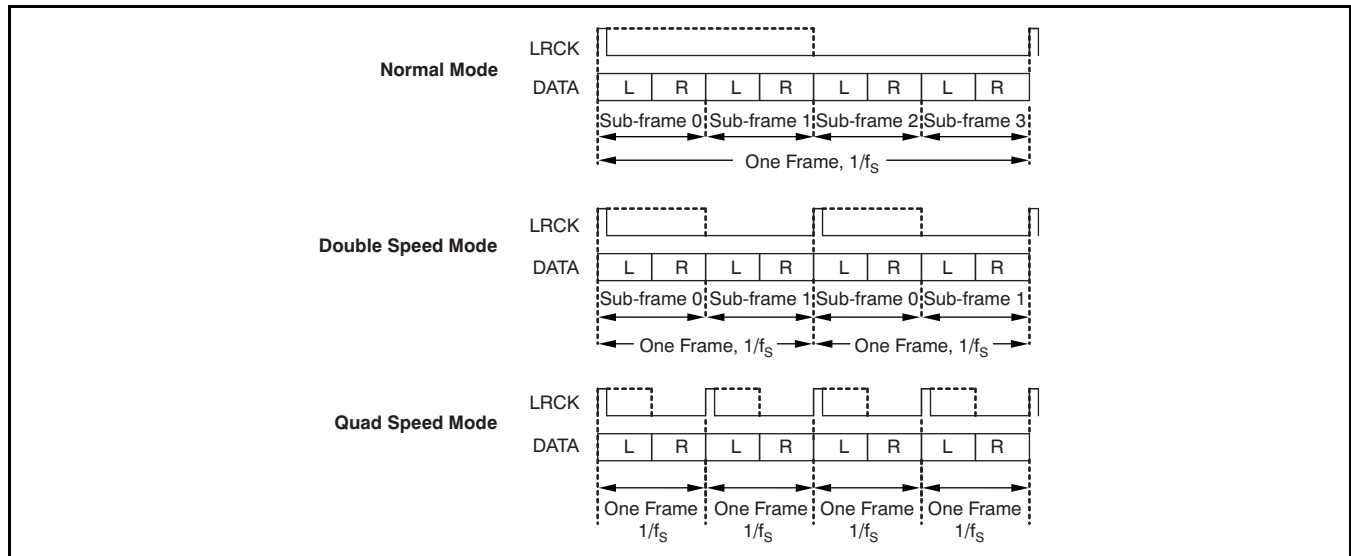 LRCK
Normal Mode
DATA L R L R L R L R
Sub-frame 0 Sub-frame 1 Sub-frame 2 Sub-frame 3
One Frame, 1/fS
LRCK
Double Speed Mode
DATA L R L R L R L R
Sub-frame 0 Sub-frame 1 Sub-frame 0 Sub-frame 1
One Frame, 1/fS One Frame, 1/fS
LRCK
Quad Speed Mode
DATA L R L R L R L R
One Frame One Frame One Frame One Frame
1/fS 1/fS 1/fS 1/fS